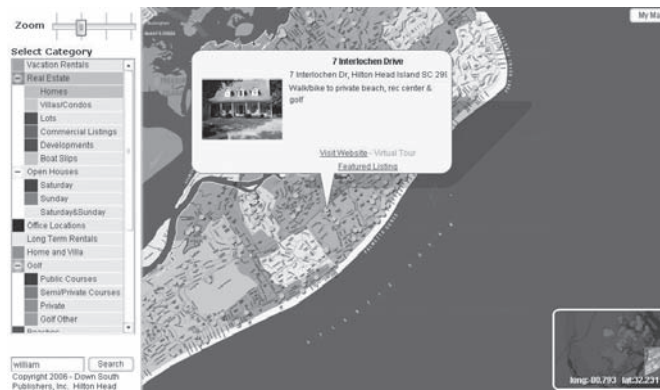 Zoom
My Ma
Select Category
Vacation Rentals
Real Estate
Homes
Villas/Condos
Lots
Commercial Listings
Developments
Boat Slips
Open Houses
Saturday
Sunday
Saturday&Sunday
Office Locations
Long Term Rentals
Home and Villa
Golf
Public Courses
Semi/Private Courses
Private
Golf Other
Beaches
william
Search
Copyright 2006 - Down South
Publishers, Inc. Hilton Head
7 Interlochen Drive
7 Interlochen Dr, Hilton Head Island SC 299
Walk/bike to private beach, rec center &
golf
Visit Website - Virtual Tour
Featured Listing
long:-80.793 lat:32.231